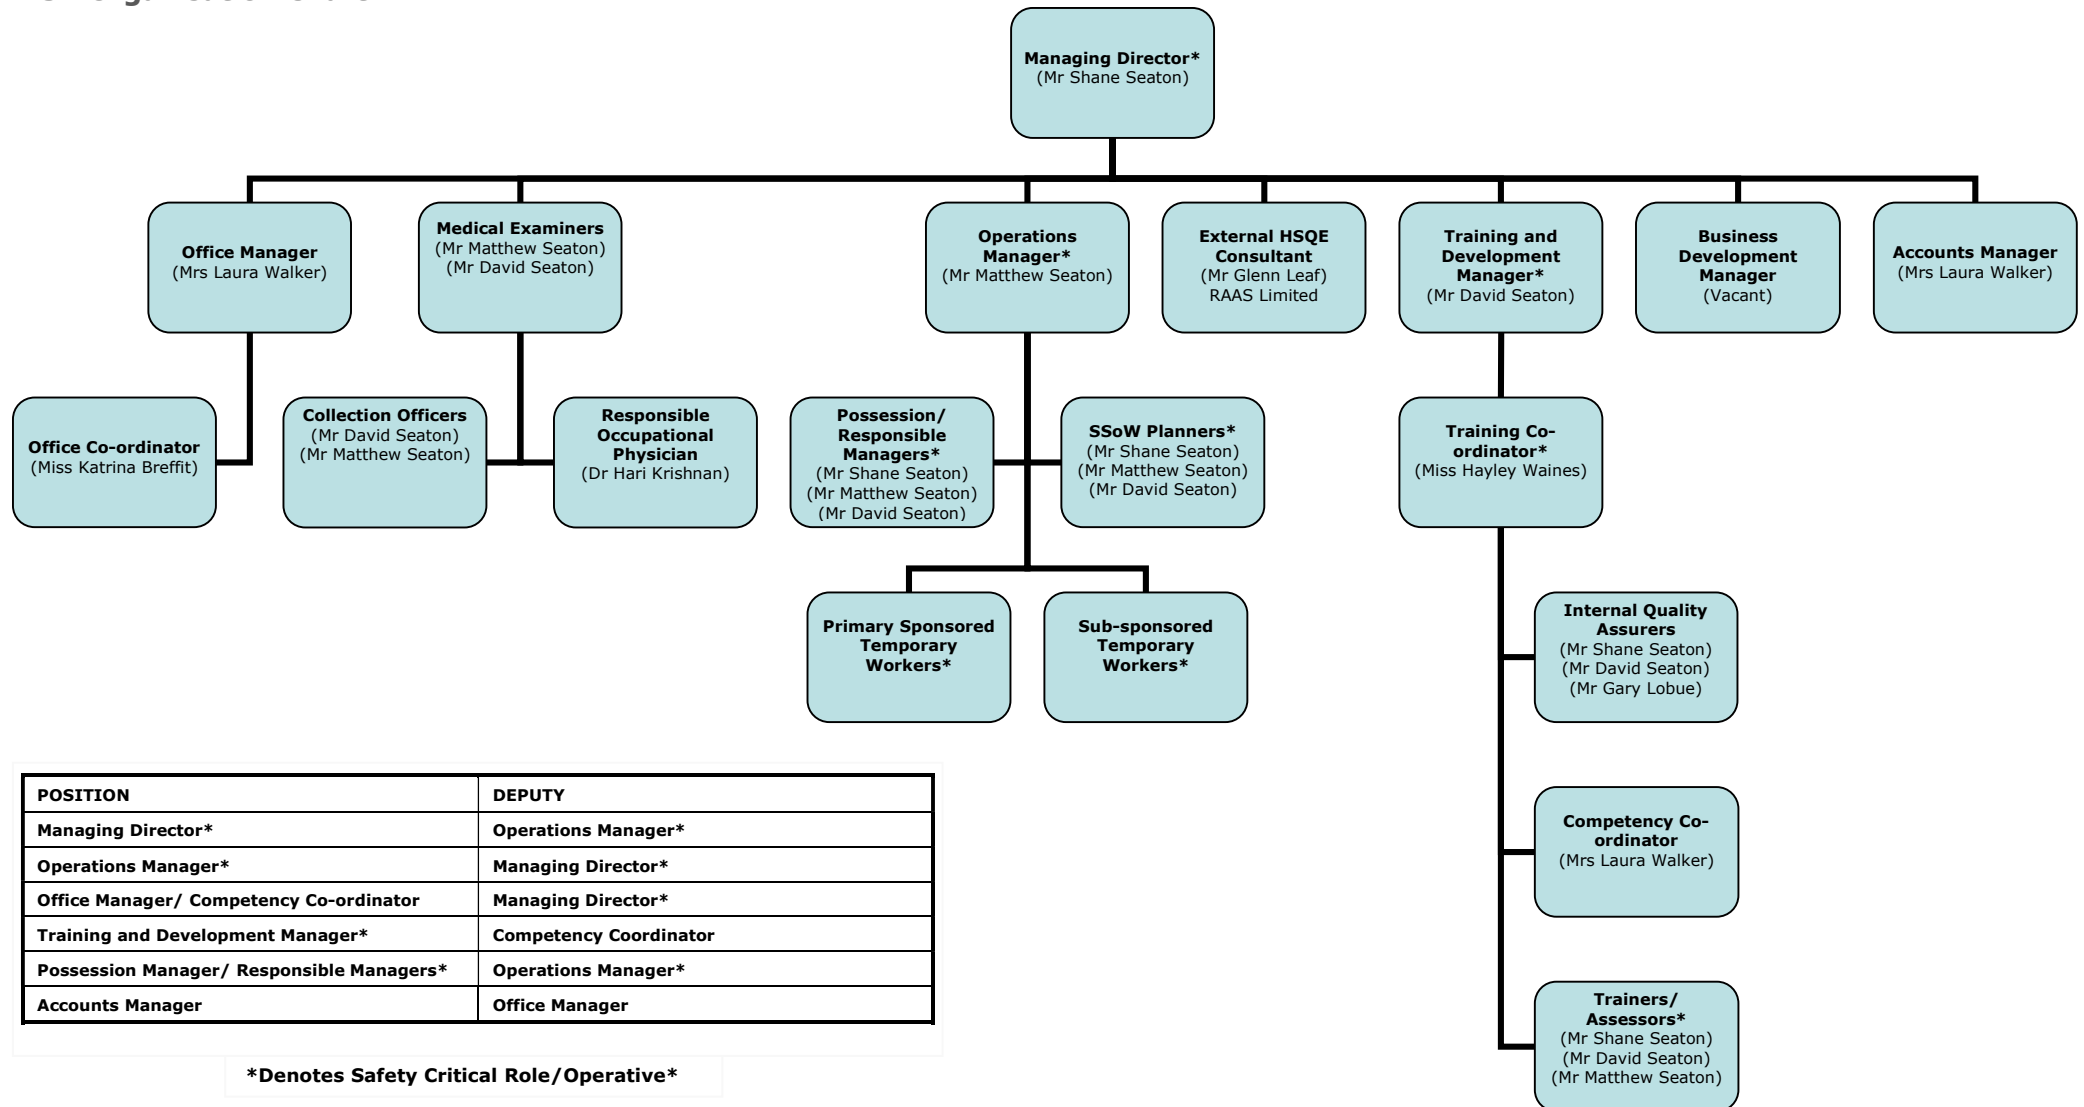 Managing Director*
(Mr Shane Seaton)
Office Manager
(Mrs Laura Walker)
Medical Examiners
(Mr Matthew Seaton)
(Mr David Seaton)
Operations
Manager*
(Mr Matthew Seaton)
External HSQE
Consultant
(Mr Glenn Leaf)
RAAS Limited
Training and
Development
Manager*
(Mr David Seaton)
Business
Development
Manager
(Vacant)
Accounts Manager
(Mrs Laura Walker)
Office Co-ordinator
(Miss Katrina Breffit)
Collection Officers
(Mr David Seaton)
(Mr Matthew Seaton)
Responsible
Occupational
Physician
(Dr Hari Krishnan)
Possession/
Responsible
Managers*
(Mr Shane Seaton)
(Mr Matthew Seaton)
(Mr David Seaton)
SSoW Planners*
(Mr Shane Seaton)
(Mr Matthew Seaton)
(Mr David Seaton)
Training Co-
ordinator*
(Miss Hayley Waines)
Primary Sponsored
Temporary
Workers*
Sub-sponsored
Temporary
Workers*
Internal Quality
Assurers
(Mr Shane Seaton)
(Mr David Seaton)
(Mr Gary Lobue)
Competency Co-
ordinator
(Mrs Laura Walker)
Trainers/
Assessors*
(Mr Shane Seaton)
(Mr David Seaton)
(Mr Matthew Seaton)
POSITION DEPUTY
Managing Director* Operations Manager*
Operations Manager* Managing Director*
Office Manager/ Competency Co-ordinator Managing Director*
Training and Development Manager* Competency Coordinator
Possession Manager/ Responsible Managers* Operations Manager*
Accounts Manager Office Manager
*Denotes Safety Critical Role/Operative*